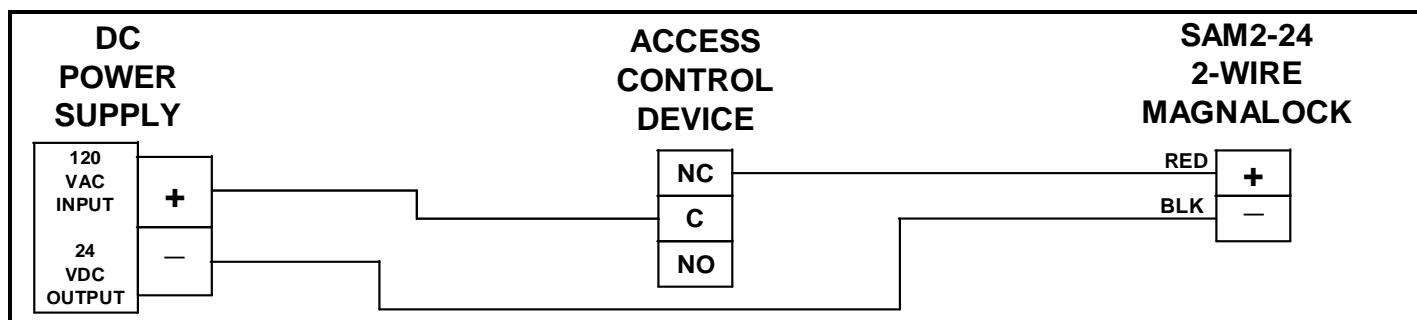 DC
POWER
SUPPLY
120
VAC
INPUT
24
VDC
OUTPUT
+
–
ACCESS
CONTROL
DEVICE
NC
C
NO
SAM2-24
2-WIRE
MAGNALOCK
RED
BLK
+
–